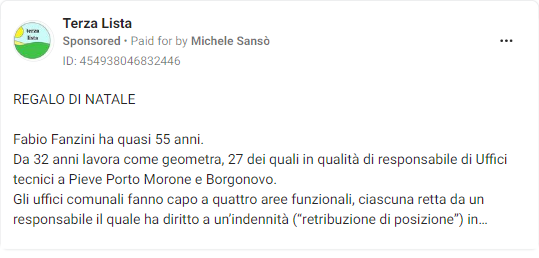 terza
lista
Terza Lista
Sponsored • Paid for by Michele Sansò
ID: 454938046832446
REGALO DI NATALE
Fabio Fanzini ha quasi 55 anni.
Da 32 anni lavora come geometra, 27 dei quali in qualità di responsabile di Uffici
tecnici a Pieve Porto Morone e Borgonovo.
Gli uffici comunali fanno capo a quattro aree funzionali, ciascuna retta da un
responsabile il quale ha diritto a un’indennità (“retribuzione di posizione”) in...